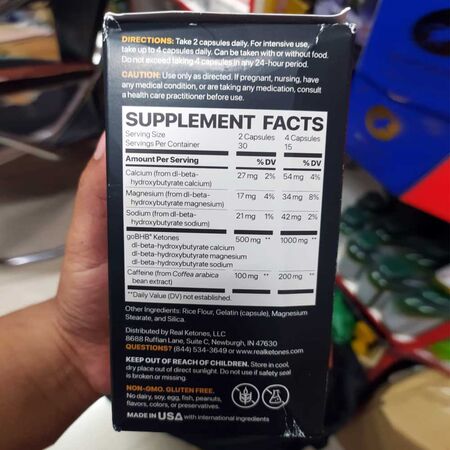 DIRECTIONS: Take 2 capsules daily. For intensive use,
take up to 4 capsules daily. Can be taken with or without food.
Do not exceed taking 4 capsules in any 24-hour period.
CAUTION: Use only as directed. If pregnant, nursing, have
any medical condition, or are taking any medication, consult
a health care practitioner before use.
SUPPLEMENT FACTS
Serving Size 2 Capsules 4 Capsules
Servings Per Container 30 15
Amount Per Serving % DV % DV
Calcium (from dl-beta- 27 mg 2% 54 mg 4%
hydroxybutyrate calcium)
Magnesium (from dl-beta- 17 mg 4% 34 mg 8%
hydroxybutyrate magnesium)
Sodium (from dl-beta- 21 mg 1% 42 mg 2%
hydroxybutyrate sodium)
goBHB® Ketones 500 mg ** 1000 mg **
dl-beta-hydroxybutyrate calcium
dl-beta-hydroxybutyrate magnesium
dl-beta-hydroxybutyrate sodium
Caffeine (from Coffea arabica 100 mg ** 200 mg **
bean extract)
**Daily Value (DV) not established.
Other Ingredients: Rice Flour, Gelatin (capsule), Magnesium
Stearate, and Silica.
Distributed by Real Ketones, LLC
8688 Ruffian Lane, Suite C, Newburgh, IN 47630
QUESTIONS? (844) 534-3649 or www.realketones.com
KEEP OUT OF REACH OF CHILDREN. Store in cool,
dry place out of direct sunlight. Do not use if safety seal
is broken or missing.
NON-GMO. GLUTEN FREE.
No dairy, soy, egg, fish, peanuts,
flavors, colors, or preservatives.
MADE IN USA with international ingredients